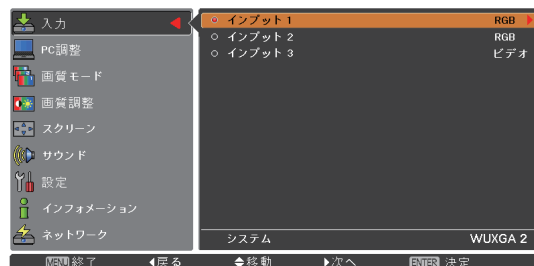 入力
PC調整
画質モード
画質調整
スクリーン
サウンド
設定
インフォメーション
ネットワーク
インプット 1 RGB
インプット 2 RGB
インプット 3 ビデオ
システム WUXGA 2
MENU 終了 戻る 移動 次へ ENTER 決定